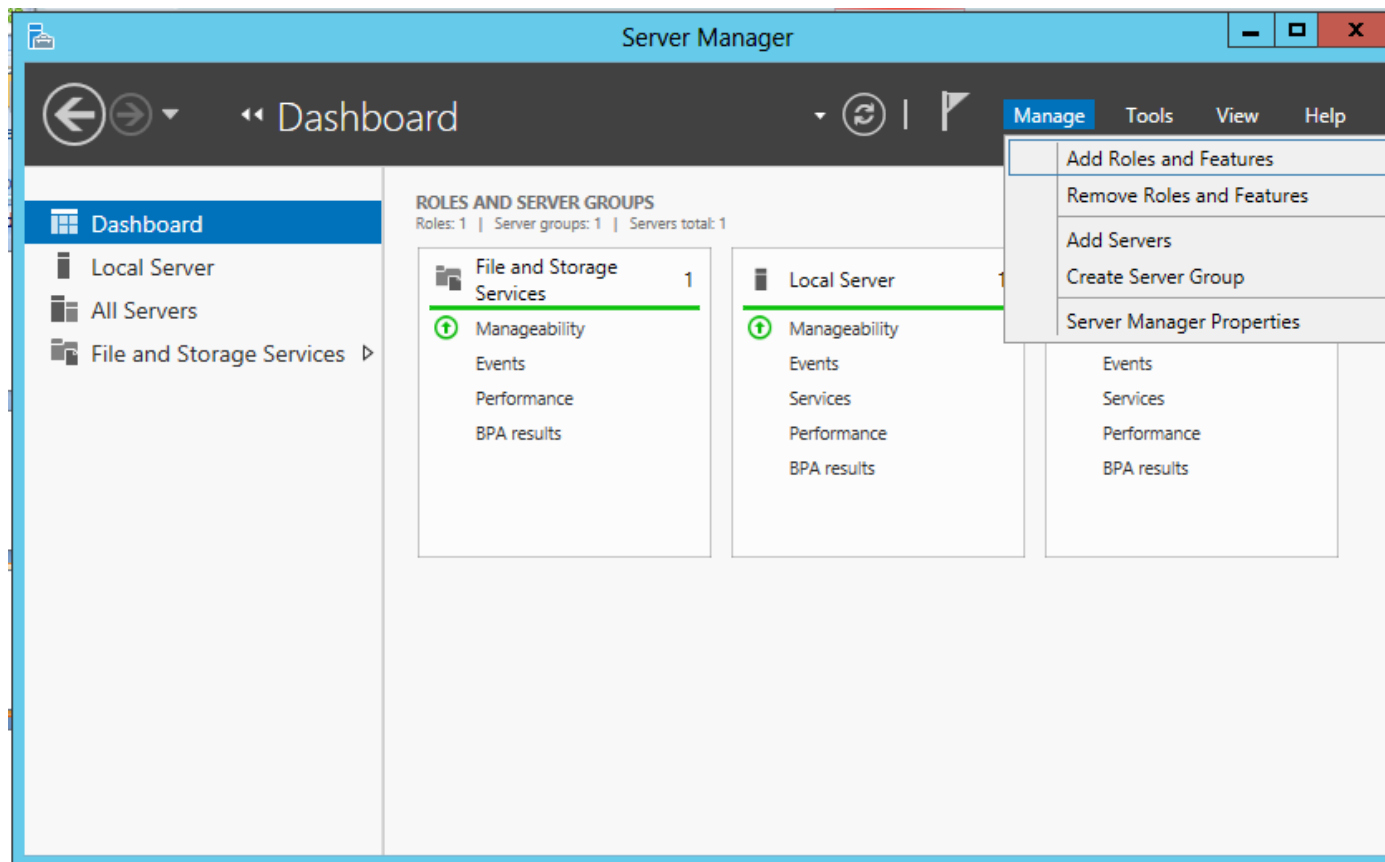 Server Manager
Dashboard
Manage Tools View Help
Add Roles and Features
Remove Roles and Features
Add Servers
Create Server Group
Server Manager Properties
Dashboard
Local Server
All Servers
File and Storage Services
ROLES AND SERVER GROUPS
Roles: 1 | Server groups: 1 | Servers total: 1
File and Storage
Services
1
Manageability
Events
Performance
BPA results
Local Server
1
Manageability
Events
Services
Performance
BPA results
Events
Services
Performance
BPA results